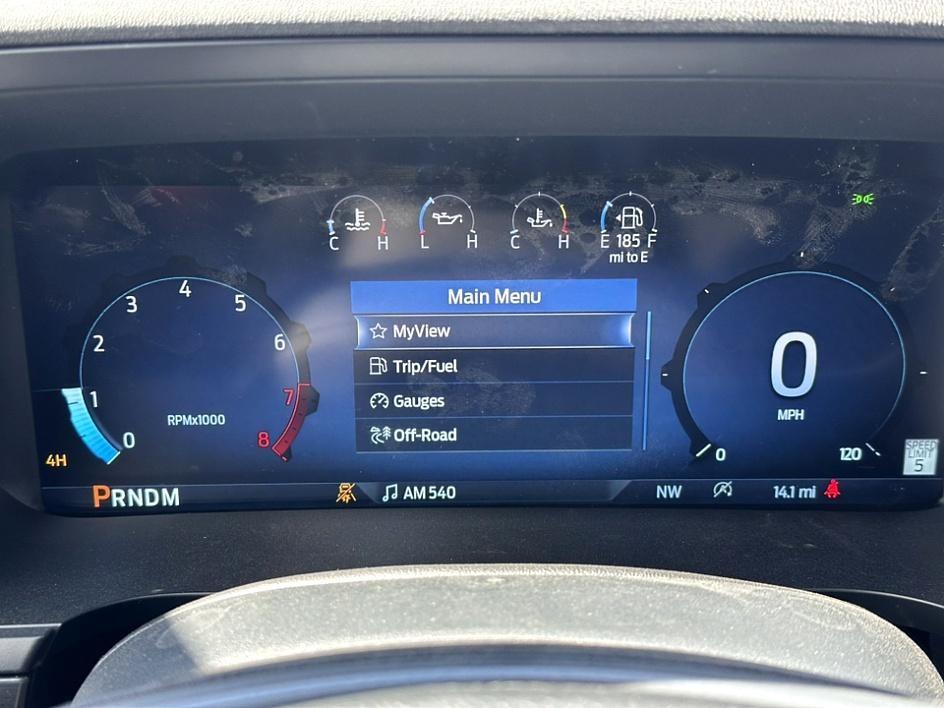 C H
L H
C H
E 185 F
mi to E
Main Menu
MyView
Trip/Fuel
Gauges
Off-Road
0
1
2
3
4
5
6
7
8
RPMx1000
0
MPH
0
120
SPEED
LIMIT
5
4H
PRNDM
AM 540
NW
14.1 mi